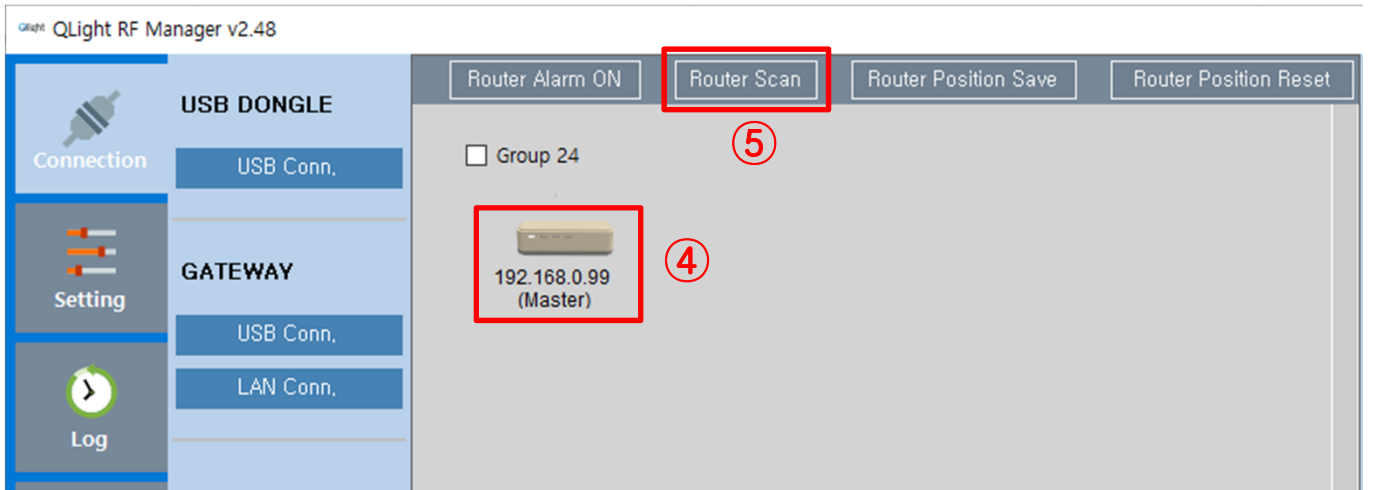 QLight QLight RF Manager v2.48
Router Alarm ON Router Scan Router Position Save Router Position Reset
⑤
Connection
USB DONGLE
USB Conn.
Group 24
Setting
GATEWAY
USB Conn.
LAN Conn.
192.168.0.99
(Master)
④
Log